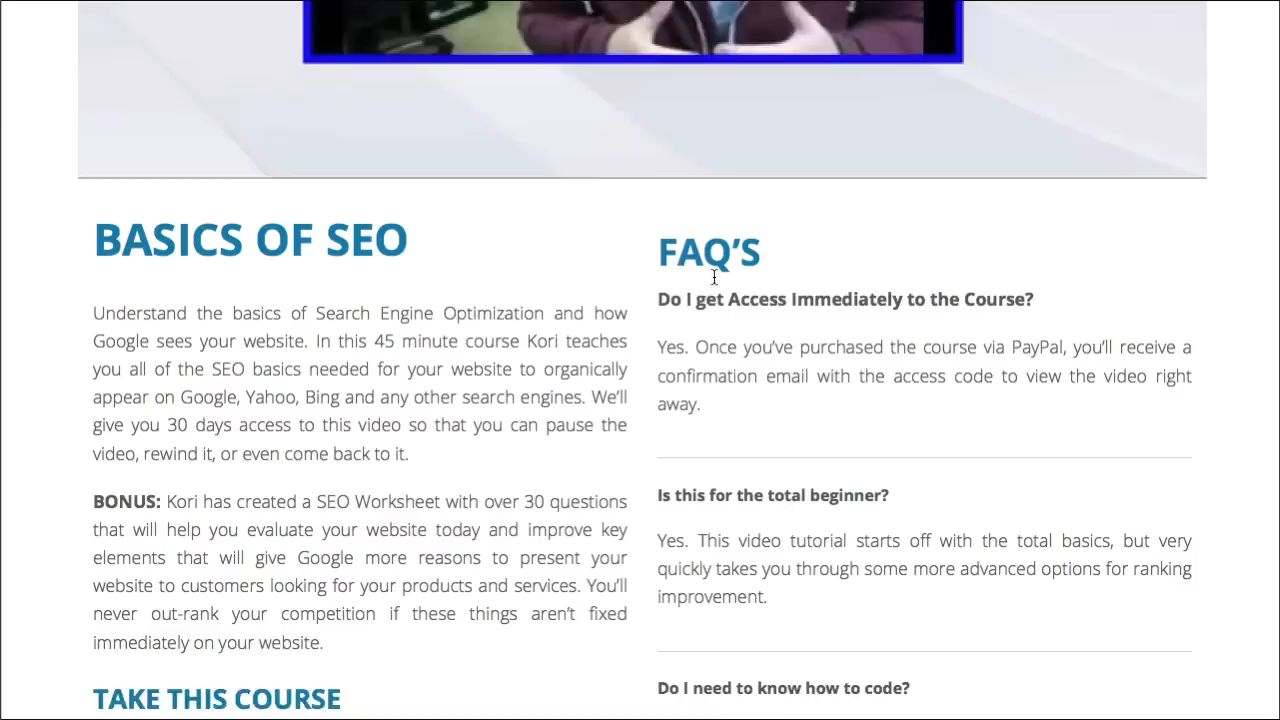 BASICS OF SEO
Understand the basics of Search Engine Optimization and how
Google sees your website. In this 45 minute course Kori teaches
you all of the SEO basics needed for your website to organically
appear on Google, Yahoo, Bing and any other search engines. We’ll
give you 30 days access to this video so that you can pause the
video, rewind it, or even come back to it.
BONUS: Kori has created a SEO Worksheet with over 30 questions
that will help you evaluate your website today and improve key
elements that will give Google more reasons to present your
website to customers looking for your products and services. You’ll
never out-rank your competition if these things aren’t fixed
immediately on your website.
TAKE THIS COURSE
FAQ’S
Do I get Access Immediately to the Course?
Yes. Once you’ve purchased the course via PayPal, you’ll receive a
confirmation email with the access code to view the video right
away.
Is this for the total beginner?
Yes. This video tutorial starts off with the total basics, but very
quickly takes you through some more advanced options for ranking
improvement.
Do I need to know how to code?